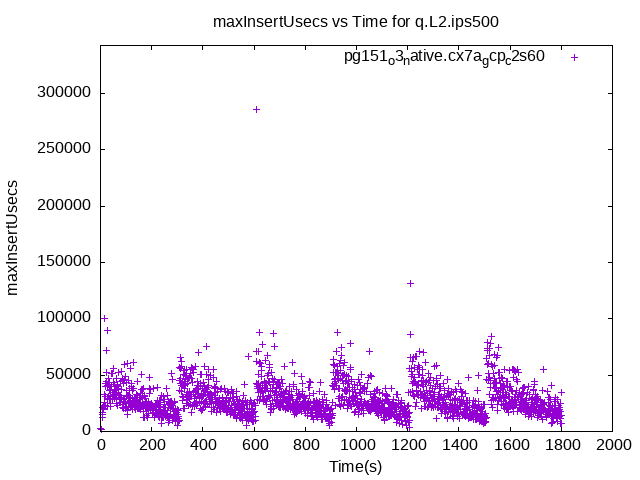 maxInsertUsecs vs Time for q.L2.ips500
pg151o3native.cx7agcpc2s60
300000
250000
200000
150000
100000
50000
0
maxInsertUsecs
0 200 400 600 800 1000 1200 1400 1600 1800 2000
Time(s)